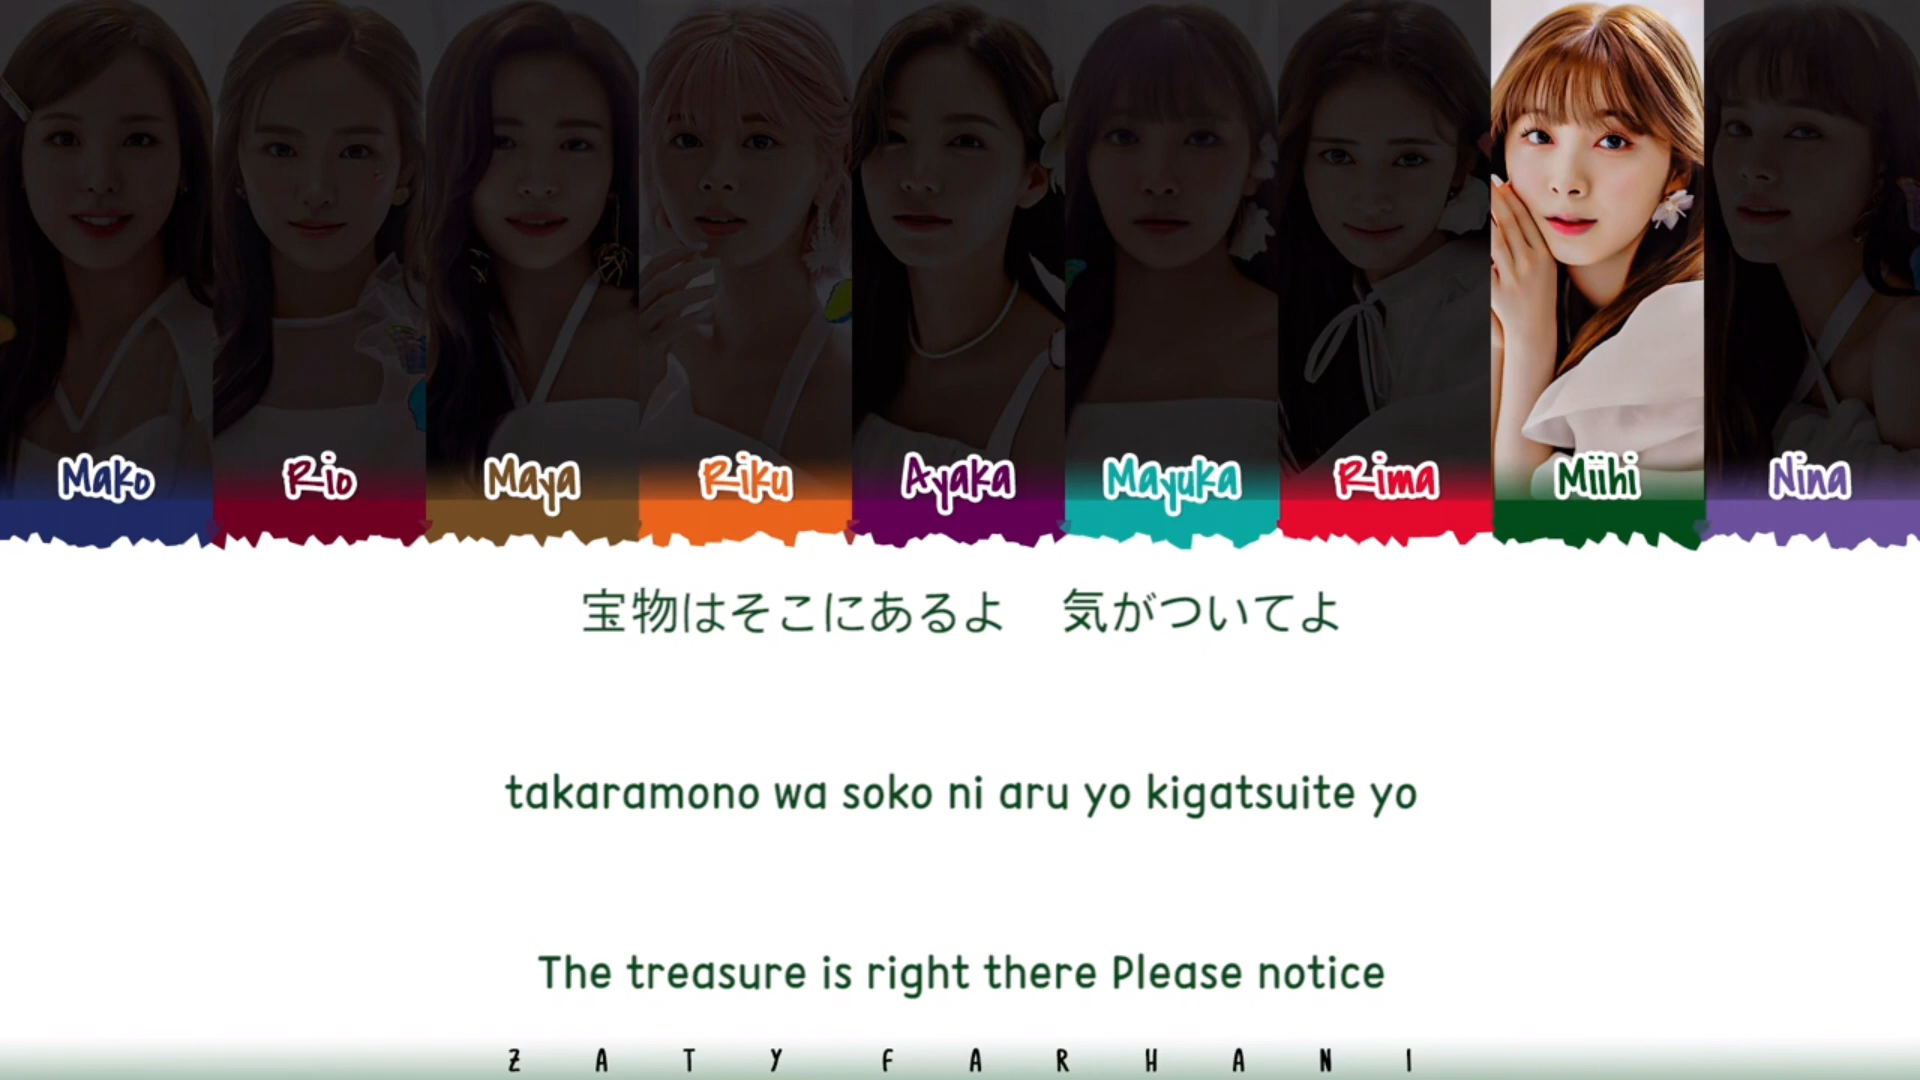 Mako Rio Maya Riku Ayaka Mayuka Rima Miihi Nina
宝物はそこにあるよ　気がついてよ
takaramono wa soko ni aru yo kigatsuite yo
The treasure is right there Please notice
ZATY FARHANI